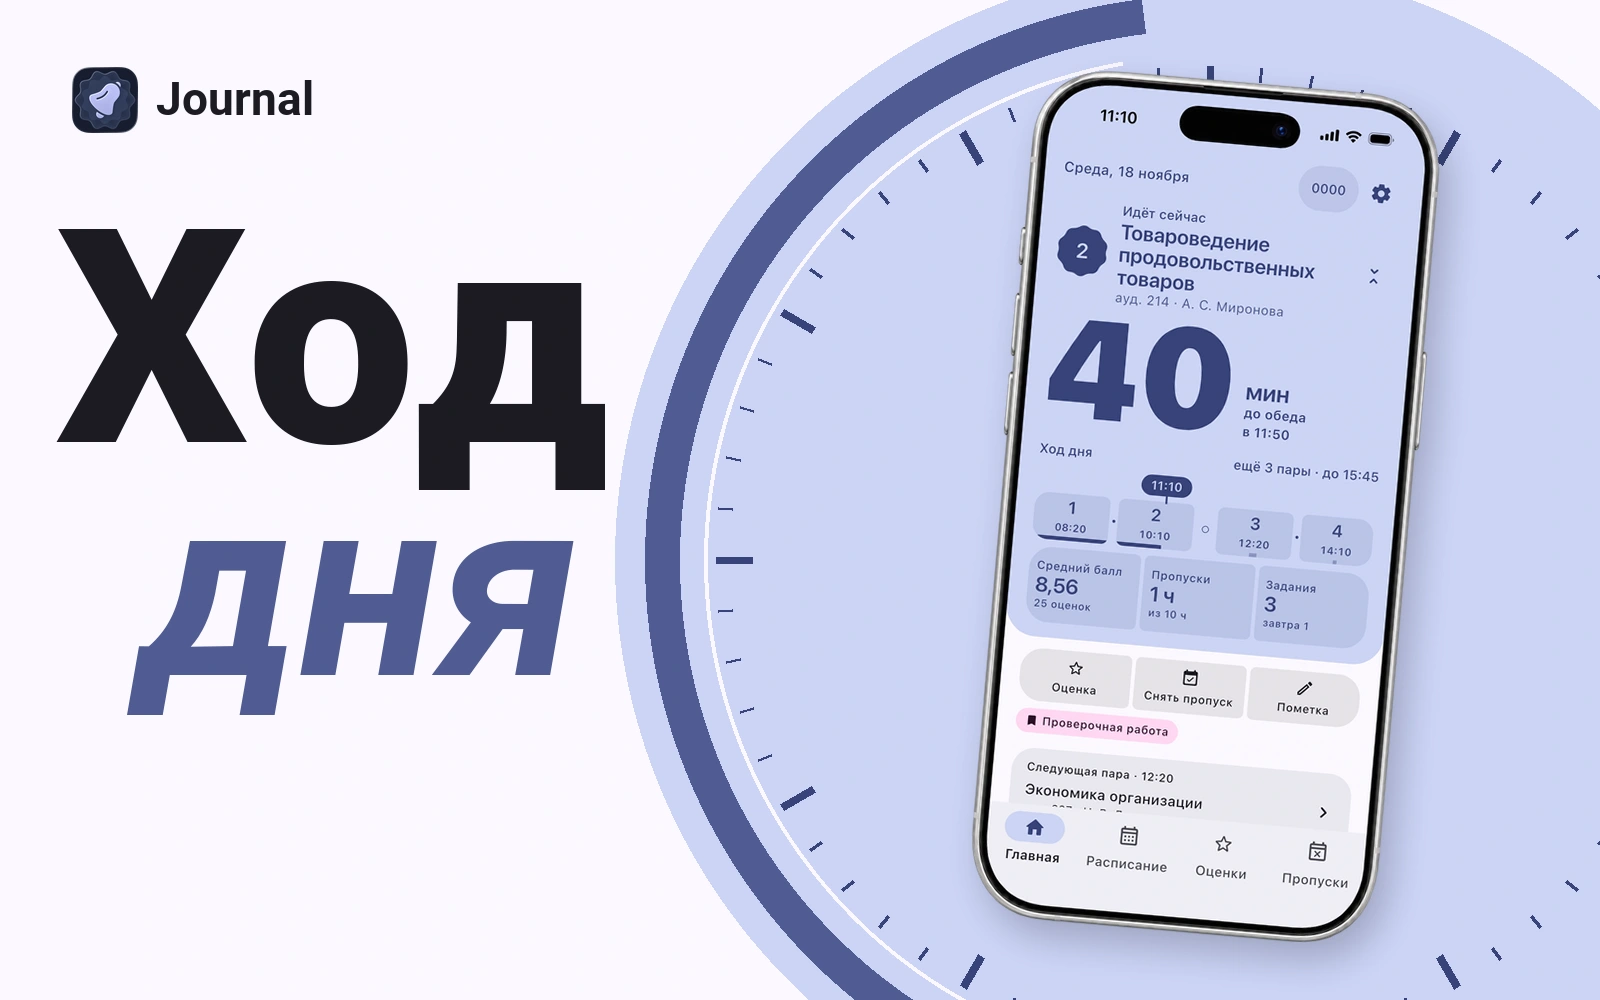 Journal
Ход
дня
11:10
Среда, 18 ноября
0000
Идёт сейчас
2
Товароведение
продовольственных
товаров
ауд. 214 · А. С. Миронова
40
мин
до обеда
в 11:50
Ход дня
ещё 3 пары · до 15:45
11:10
1
08:20
2
10:10
3
12:20
4
14:10
Средний балл
8,56
25 оценок
Пропуски
1 ч
из 10 ч
Задания
3
завтра 1
Оценка
Снять пропуск
Пометка
Проверочная работа
Следующая пара · 12:20
Экономика организации
Главная
Расписание
Оценки
Пропуски